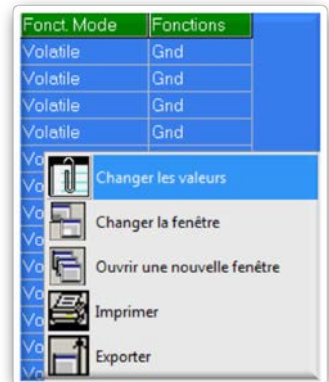 Fonct. Mode Fonctions
Volatile Gnd
Volatile Gnd
Volatile Gnd
Volatile Gnd
Changer les valeurs
Changer la fenêtre
Ouvrir une nouvelle fenêtre
Imprimer
Exporter